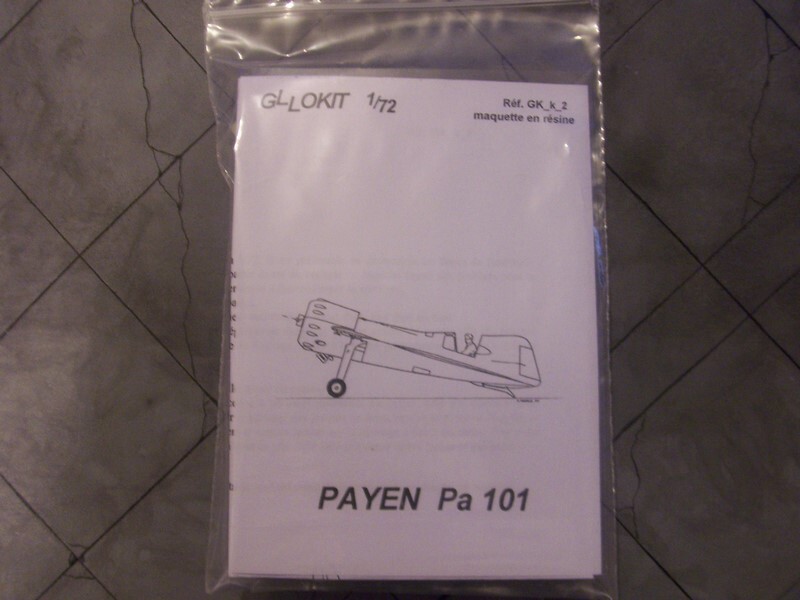 GLLOKIT 1/72
Réf. GK_k_2
maquette en résine
PAYEN Pa 101